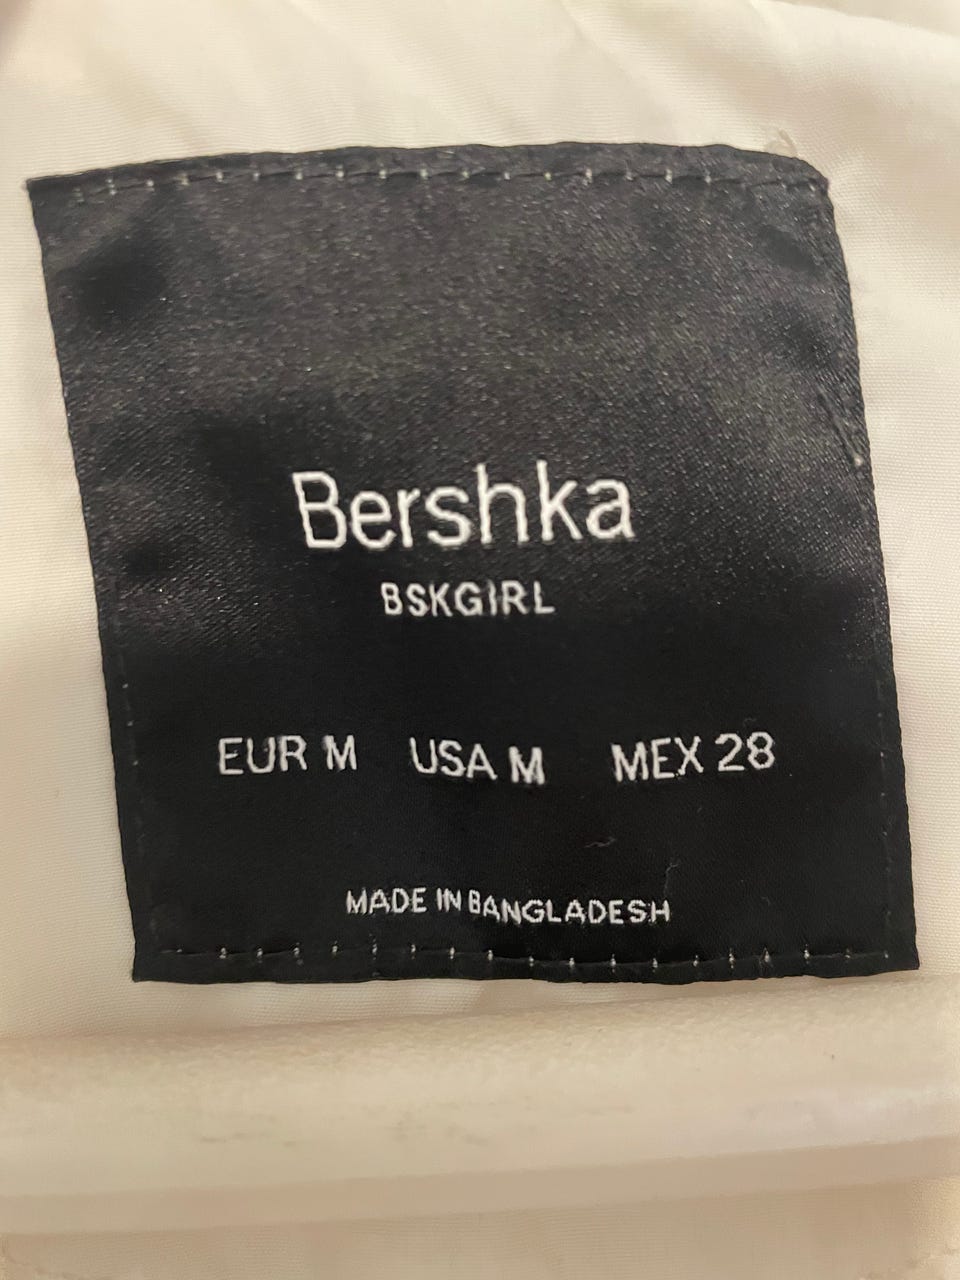 Bershka
BSKGIRL
EUR M USA M MEX 28
MADE IN BANGLADESH